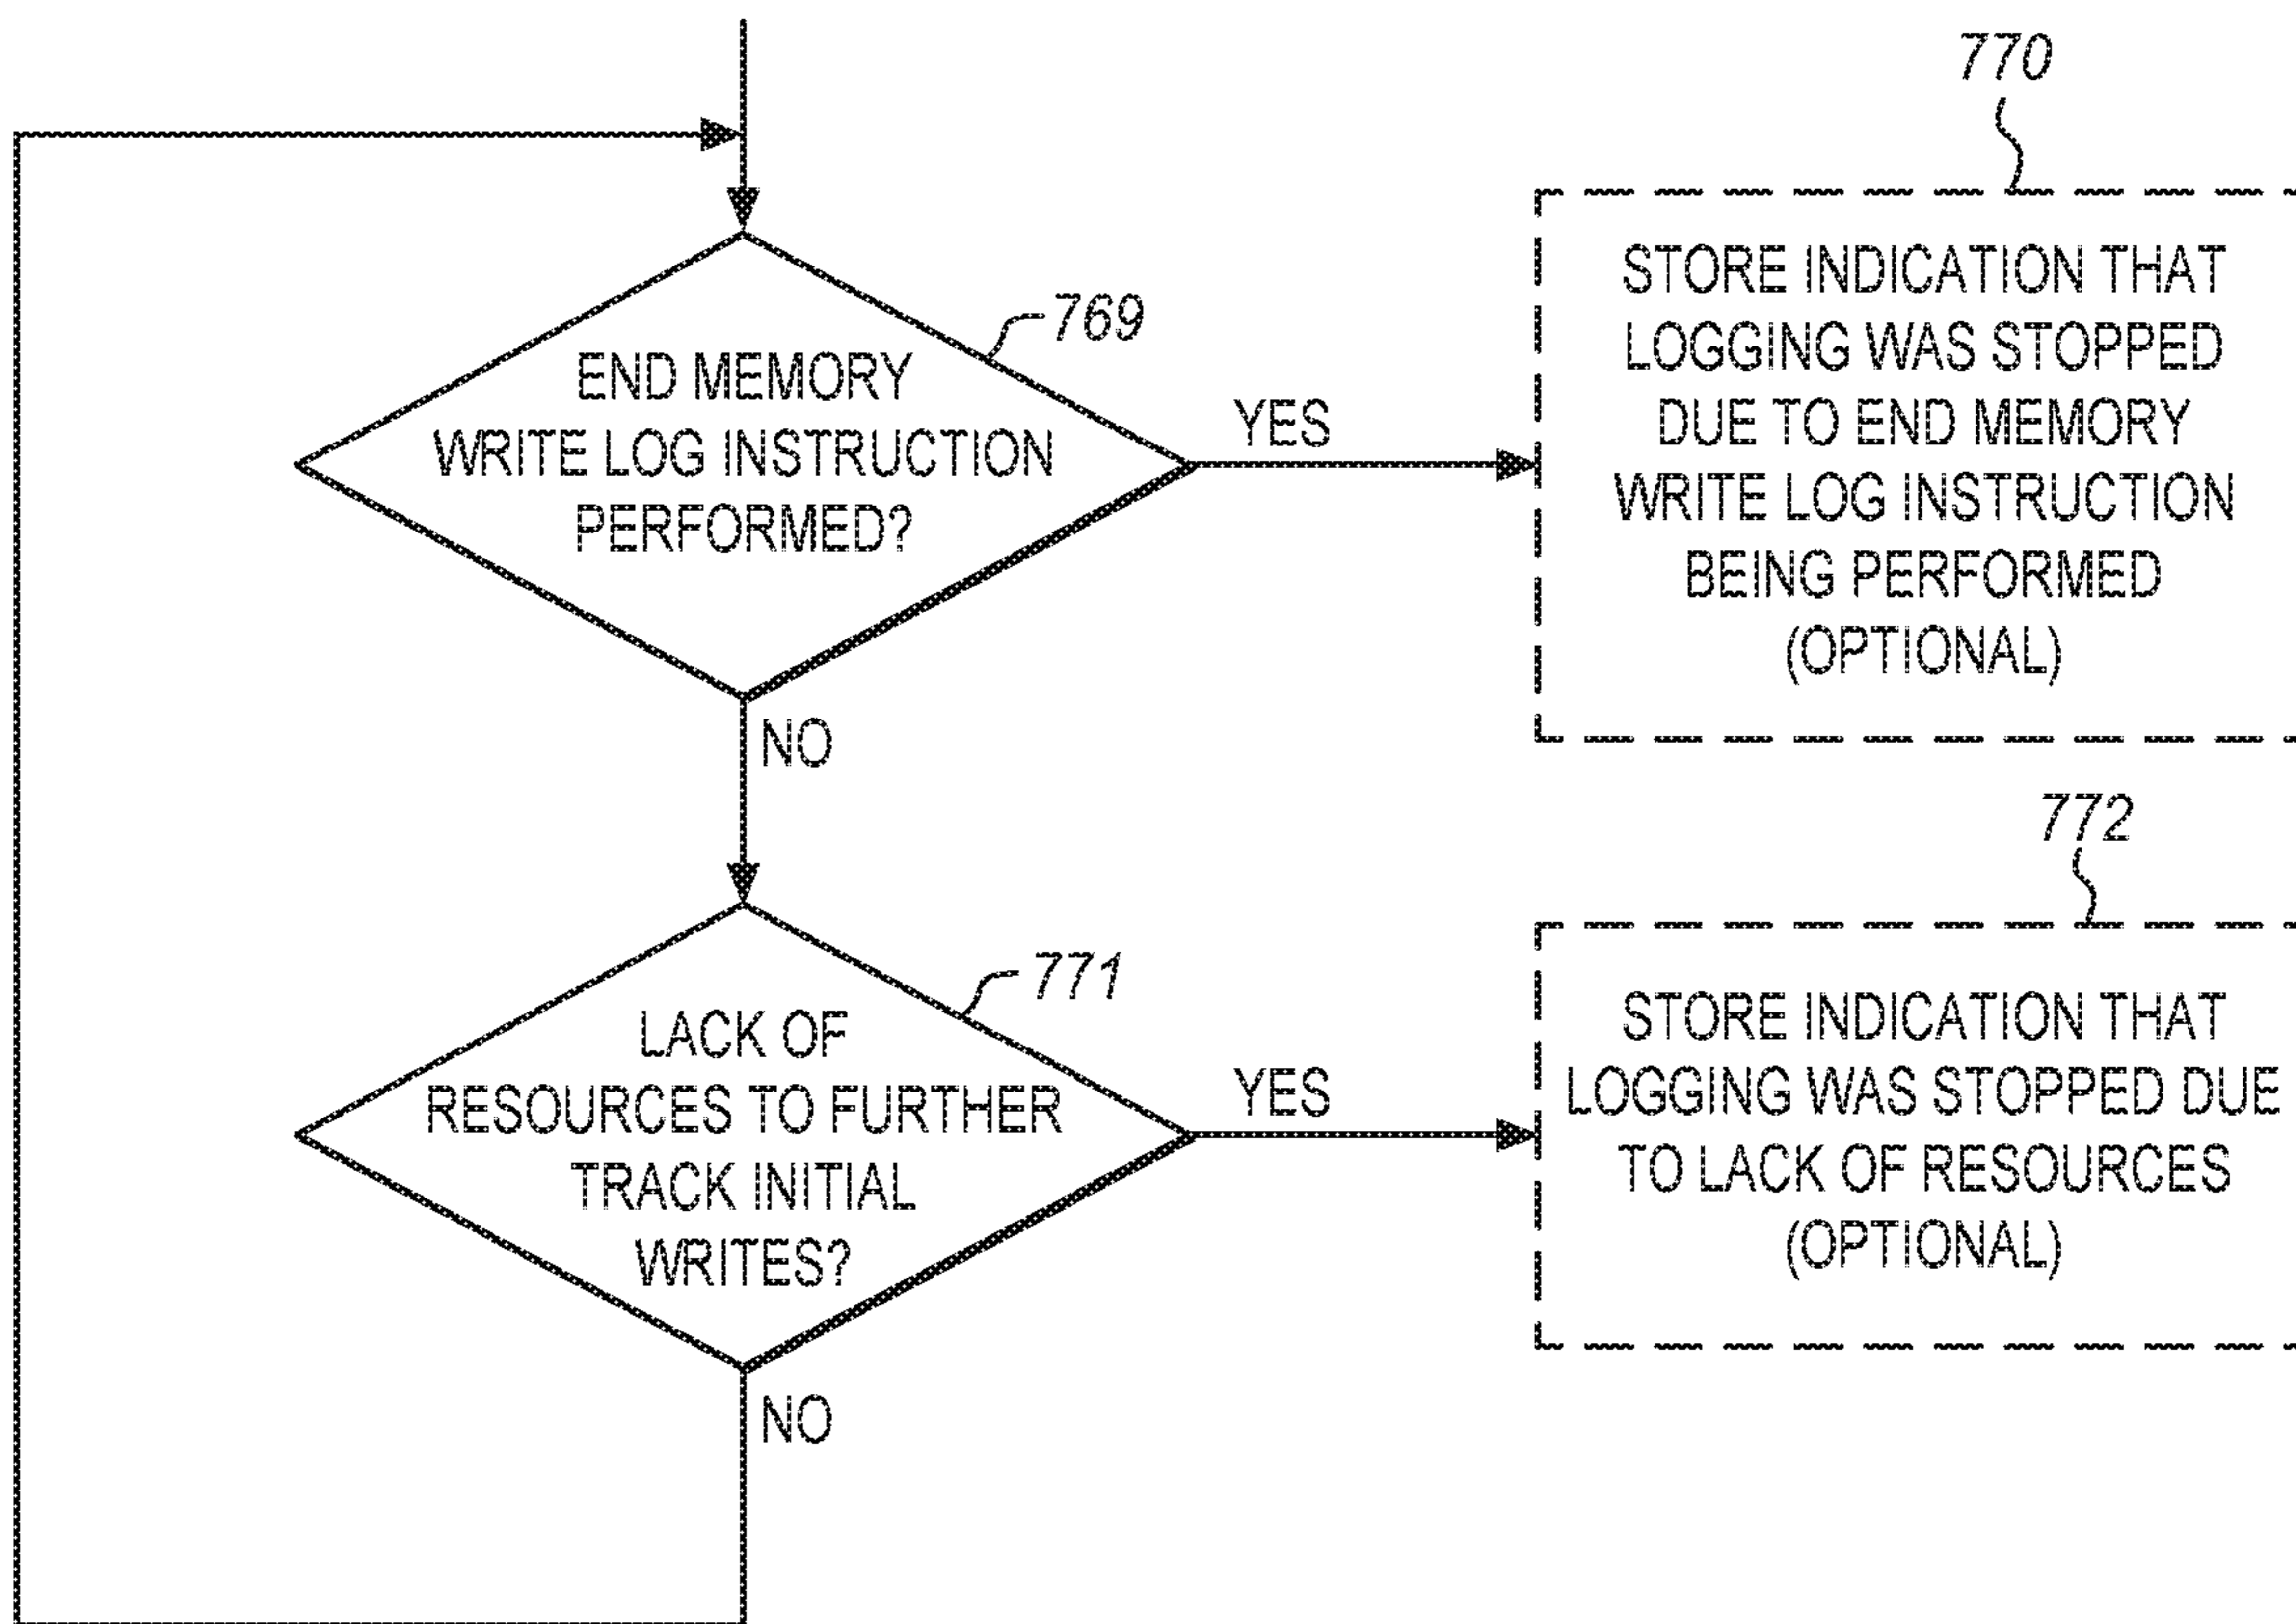 770
STORE INDICATION THAT
LOGGING WAS STOPPED
DUE TO END MEMORY
WRITE LOG INSTRUCTION
BEING PERFORMED
(OPTIONAL)
769
END MEMORY
WRITE LOG INSTRUCTION
PERFORMED?
YES
NO
772
STORE INDICATION THAT
LOGGING WAS STOPPED DUE
TO LACK OF RESOURCES
(OPTIONAL)
771
LACK OF
RESOURCES TO FURTHER
TRACK INITIAL
WRITES?
YES
NO